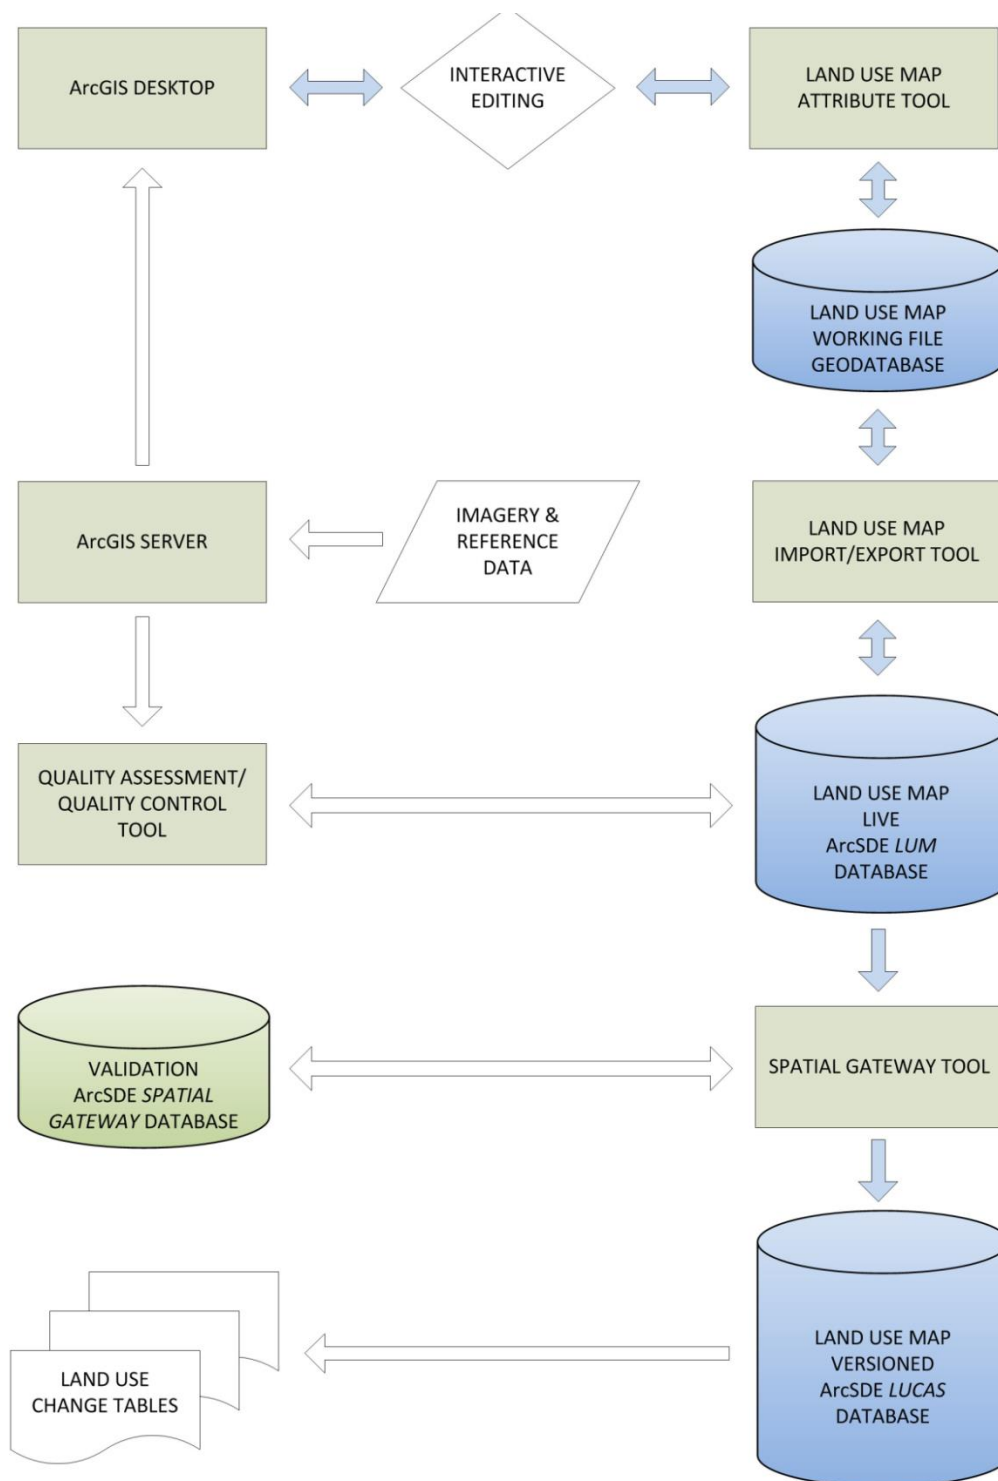 ArcGIS DESKTOP
INTERACTIVE
EDITING
LAND USE MAP
ATTRIBUTE TOOL
LAND USE MAP
WORKING FILE
GEODATABASE
ArcGIS SERVER
IMAGERY &
REFERENCE
DATA
LAND USE MAP
IMPORT/EXPORT TOOL
QUALITY ASSESSMENT/
QUALITY CONTROL
TOOL
LAND USE MAP
LIVE
ArcSDE LUM
DATABASE
VALIDATION
ArcSDE SPATIAL
GATEWAY DATABASE
SPATIAL GATEWAY TOOL
LAND USE
CHANGE TABLES
LAND USE MAP
VERSIONED
ArcSDE LUCAS
DATABASE